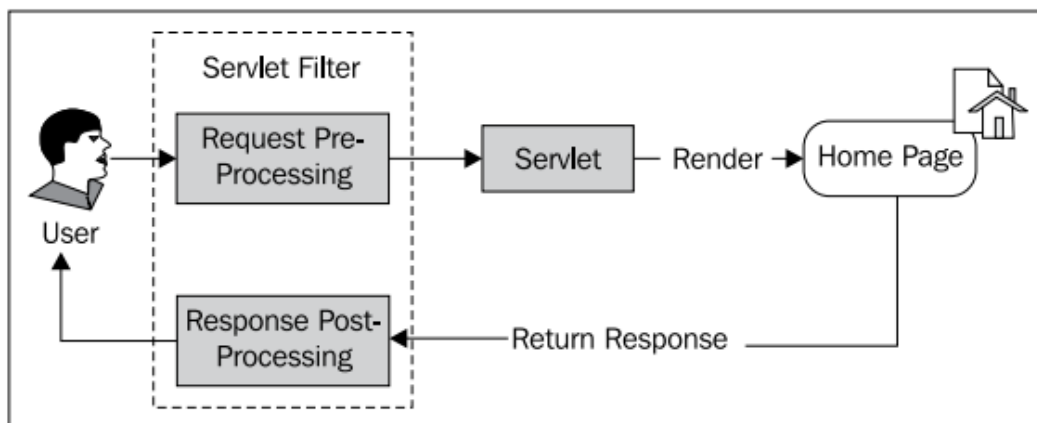 Servlet Filter
Request Pre-
Processing
Servlet
Render
Home Page
User
Response Post-
Processing
Return Response